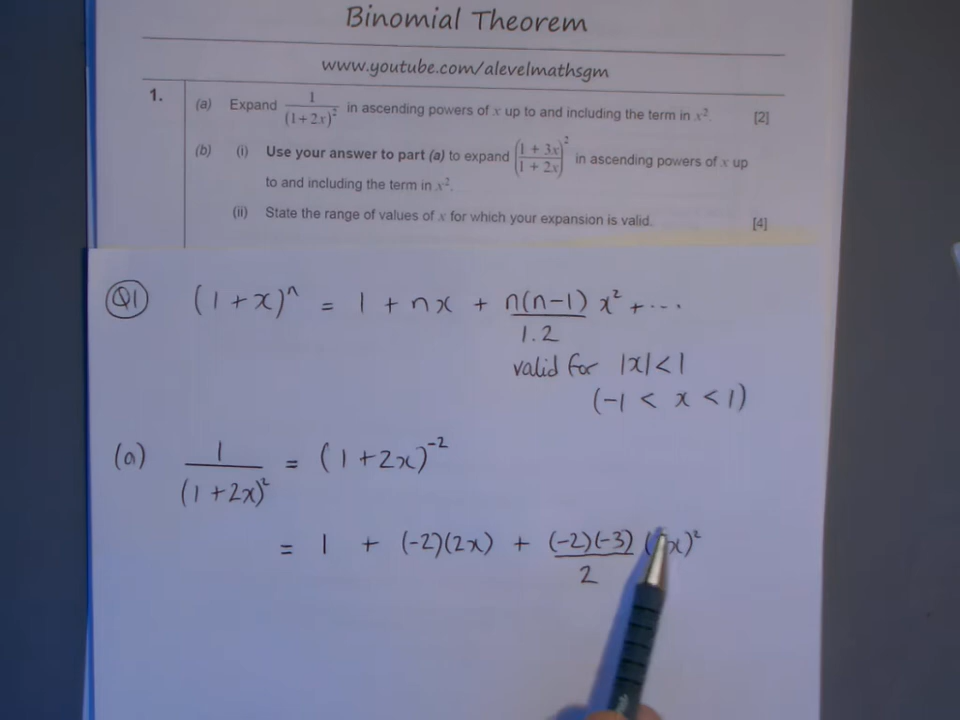 Binomial Theorem
www.youtube.com/alevelmathsgm
1. (a) Expand 1/(1+2x)² in ascending powers of x up to and including the term in x². [2]
(b) (i) Use your answer to part (a) to expand ((1 + 3x)/(1 + 2x))² in ascending powers of x up
to and including the term in x².
(ii) State the range of values of x for which your expansion is valid. [4]
Q1 (1+x)ⁿ = 1 + nx + n(n-1)/1.2 x² + ...
valid for |x| < 1
(-1 < x < 1)
(a) 1/(1+2x)² = (1+2x)⁻²
= 1 + (-2)(2x) + (-2)(-3)/2 ( x)²